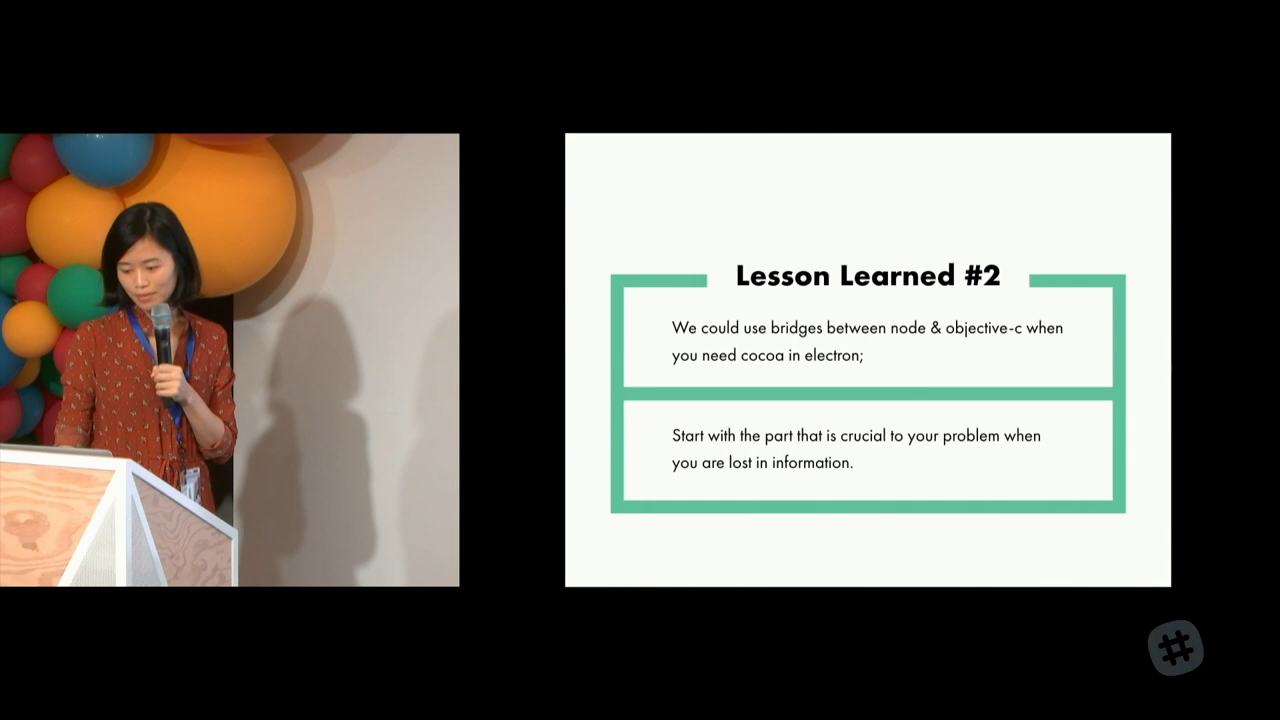 Lesson Learned #2
We could use bridges between node & objective-c when
you need cocoa in electron;
Start with the part that is crucial to your problem when
you are lost in information.